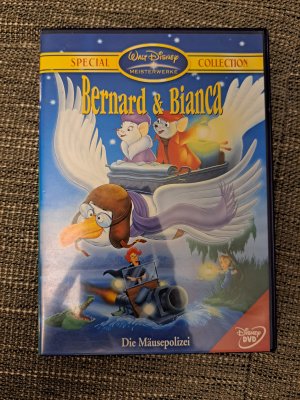 SPECIAL WALT DISNEY COLLECTION
MEISTERWERKE
Bernard & Bianca
Die Mäusepolizei
DISNEY
DVD